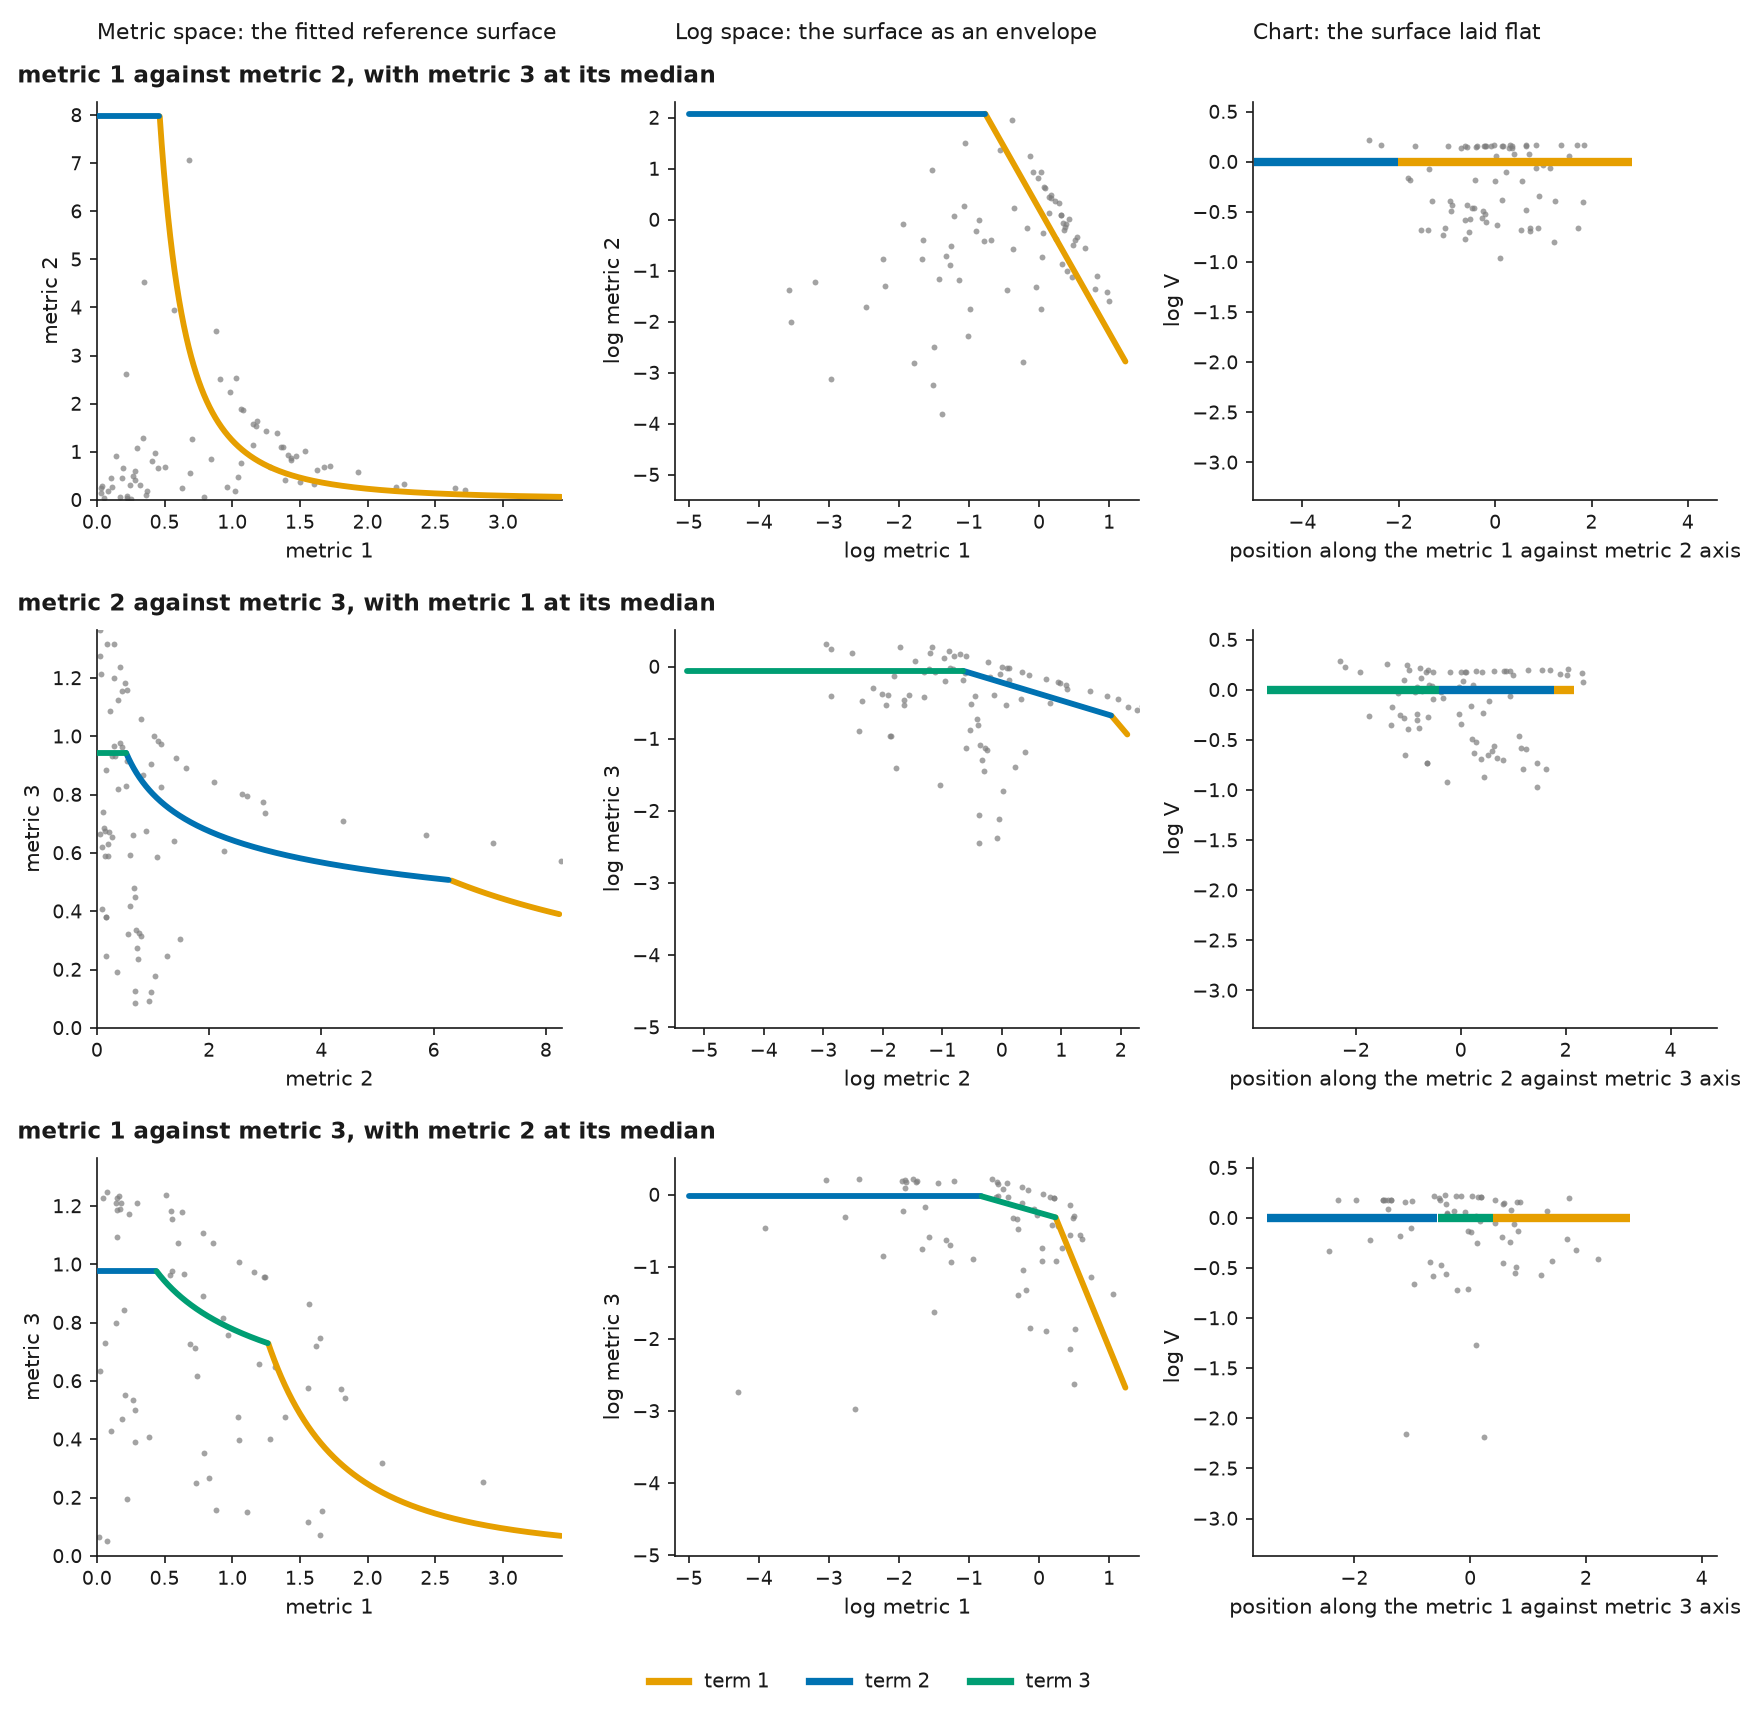 Metric space: the fitted reference surface
Log space: the surface as an envelope
Chart: the surface laid flat
metric 1 against metric 2, with metric 3 at its median
8
7
6
5
4
3
2
1
0
metric 2
0.0 0.5 1.0 1.5 2.0 2.5 3.0
metric 1
2
1
0
−1
−2
−3
−4
−5
log metric 2
−5 −4 −3 −2 −1 0 1
log metric 1
0.5
0.0
−0.5
−1.0
−1.5
−2.0
−2.5
−3.0
log V
−4 −2 0 2 4
position along the metric 1 against metric 2 axis
metric 2 against metric 3, with metric 1 at its median
1.2
1.0
0.8
0.6
0.4
0.2
0.0
metric 3
0 2 4 6 8
metric 2
0
−1
−2
−3
−4
−5
log metric 3
−5 −4 −3 −2 −1 0 1 2
log metric 2
0.5
0.0
−0.5
−1.0
−1.5
−2.0
−2.5
−3.0
log V
−2 0 2 4
position along the metric 2 against metric 3 axis
metric 1 against metric 3, with metric 2 at its median
1.2
1.0
0.8
0.6
0.4
0.2
0.0
metric 3
0.0 0.5 1.0 1.5 2.0 2.5 3.0
metric 1
0
−1
−2
−3
−4
−5
log metric 3
−5 −4 −3 −2 −1 0 1
log metric 1
0.5
0.0
−0.5
−1.0
−1.5
−2.0
−2.5
−3.0
log V
−2 0 2 4
position along the metric 1 against metric 3 axis
term 1 term 2 term 3